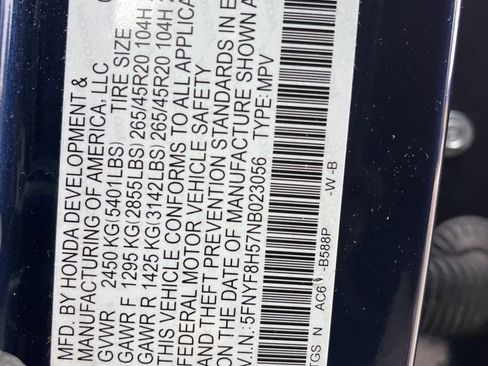 MFD. BY HONDA DEVELOPMENT &
MANUFACTURING OF AMERICA, LLC
TIRE SIZE
GVWR 2450 KG(5401LBS)
GAWR F 1295 KG(2855LBS) 265/45R20 104H
GAWR R 1425 KG(3142LBS) 265/45R20 104H
THIS VEHICLE CONFORMS TO ALL APPLICA
FEDERAL MOTOR VEHICLE SAFETY
AND THEFT PREVENTION STANDARDS IN E
ON THE DATE OF MANUFACTURE SHOWN A
V.I.N.:5FNYF8H57NB023056 TYPE:MPV
TGS N AC6 -B588P -W -B